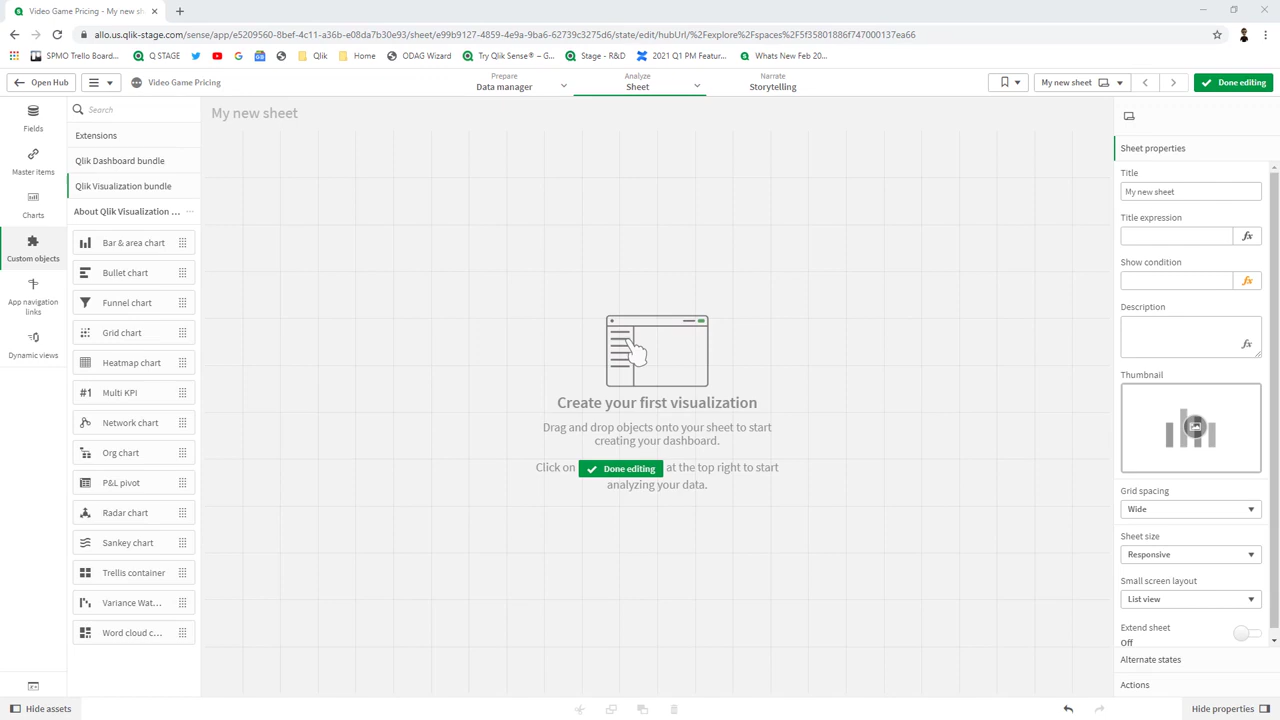 Video Game Pricing - My new sh
allo.us.qlik-stage.com/sense/app/e5209560-8bef-4c11-a36b-e08da7b30e93/sheet/e99b9127-4859-4e9a-9ba6-62739c3275d6/state/edit/hubUrl/%2Fexplore%2Fspaces%2F5f35801886f747000137ea66
SPMO Trello Board...
Q STAGE
Qlik
Home
ODAG Wizard
Try Qlik Sense® – G...
Stage - R&D
2021 Q1 PM Featur...
Whats New Feb 20...
Open Hub
Video Game Pricing
Prepare
Data manager
Analyze
Sheet
Narrate
Storytelling
My new sheet
Done editing
Fields
Master items
Charts
Custom objects
App navigation
links
Dynamic views
Search
Extensions
Qlik Dashboard bundle
Qlik Visualization bundle
About Qlik Visualization ...
Bar & area chart
Bullet chart
Funnel chart
Grid chart
Heatmap chart
#1 Multi KPI
Network chart
Org chart
P&L pivot
Radar chart
Sankey chart
Trellis container
Variance Wat...
Word cloud c...
My new sheet
Create your first visualization
Drag and drop objects onto your sheet to start
creating your dashboard.
Click on Done editing at the top right to start
analyzing your data.
Sheet properties
Title
My new sheet
Title expression
fx
Show condition
fx
Description
fx
Thumbnail
Grid spacing
Wide
Sheet size
Responsive
Small screen layout
List view
Extend sheet
Off
Alternate states
Actions
Hide assets
Hide properties